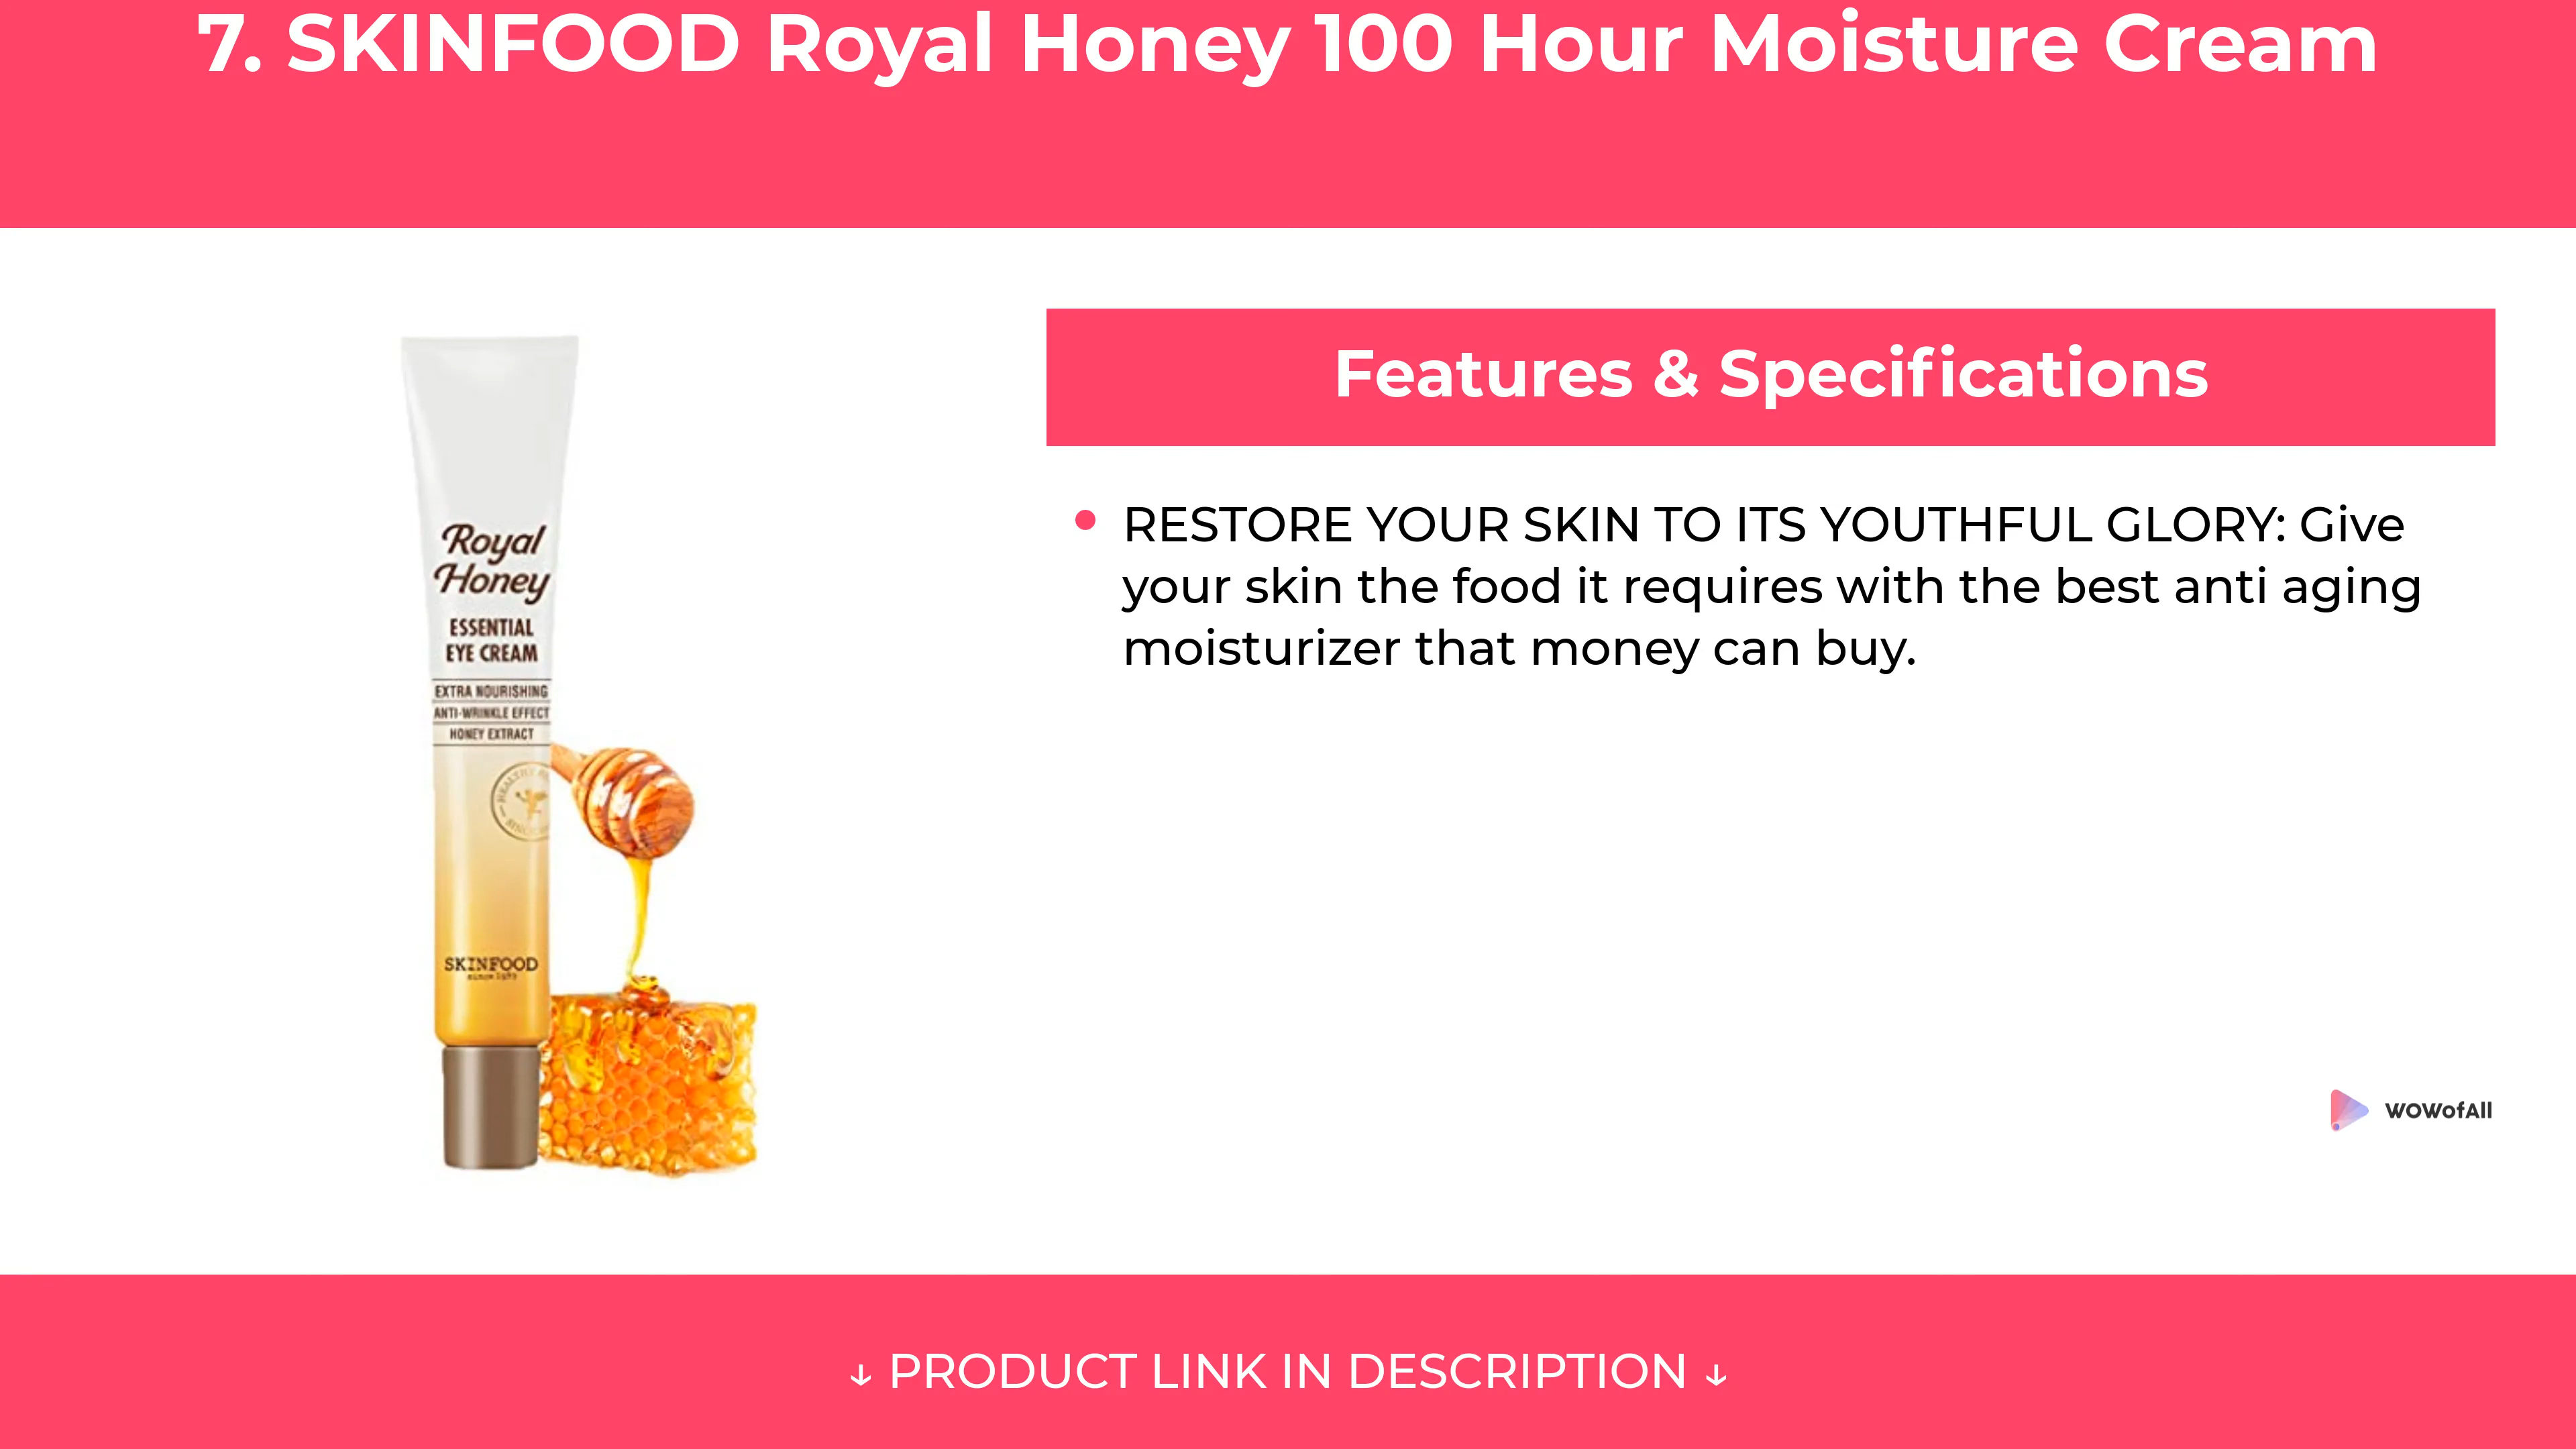 7. SKINFOOD Royal Honey 100 Hour Moisture Cream
Features & Specifications
RESTORE YOUR SKIN TO ITS YOUTHFUL GLORY: Give
your skin the food it requires with the best anti aging
moisturizer that money can buy.
Royal
Honey
ESSENTIAL
EYE CREAM
EXTRA NOURISHING
ANTI-WRINKLE EFFECT
HONEY EXTRACT
SKINFOOD
wowofAll
↓ PRODUCT LINK IN DESCRIPTION ↓